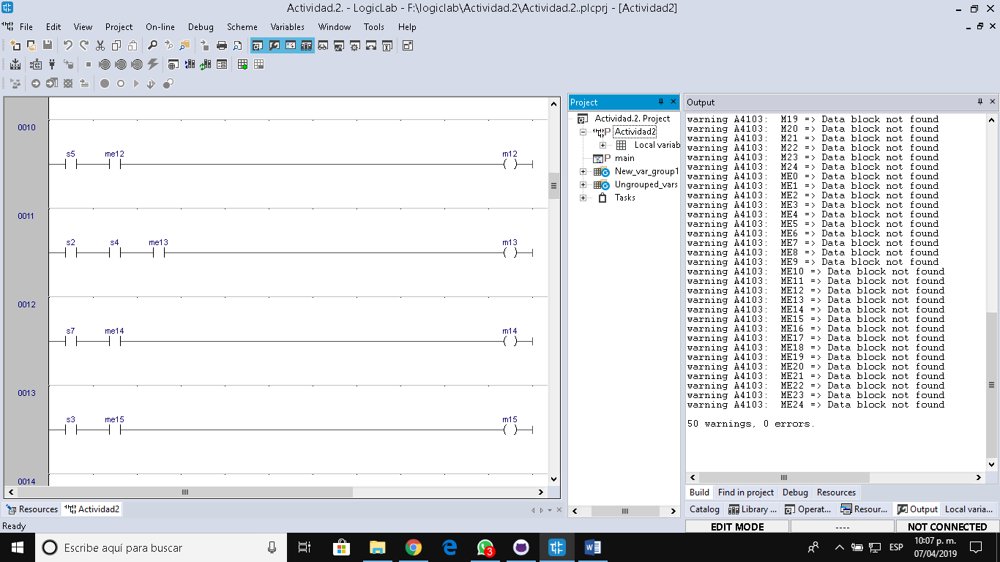 Actividad.2. - LogicLab - F:\logiclab\Actividad.2\Actividad.2..plcprj - [Actividad2]
File Edit View Project On-line Debug Scheme Variables Window Tools Help
0010
s5 me12 m12
0011
s2 s4 me13 m13
0012
s7 me14 m14
0013
s3 me15 m15
0014
Resources Actividad2
Project
Actividad.2. Project
Actividad2
Local variab
main
New_var_group1
Ungrouped_vars
Tasks
Output
warning A4103: M19 => Data block not found
warning A4103: M20 => Data block not found
warning A4103: M21 => Data block not found
warning A4103: M22 => Data block not found
warning A4103: M23 => Data block not found
warning A4103: M24 => Data block not found
warning A4103: ME0 => Data block not found
warning A4103: ME1 => Data block not found
warning A4103: ME2 => Data block not found
warning A4103: ME3 => Data block not found
warning A4103: ME4 => Data block not found
warning A4103: ME5 => Data block not found
warning A4103: ME6 => Data block not found
warning A4103: ME7 => Data block not found
warning A4103: ME8 => Data block not found
warning A4103: ME9 => Data block not found
warning A4103: ME10 => Data block not found
warning A4103: ME11 => Data block not found
warning A4103: ME12 => Data block not found
warning A4103: ME13 => Data block not found
warning A4103: ME14 => Data block not found
warning A4103: ME15 => Data block not found
warning A4103: ME16 => Data block not found
warning A4103: ME17 => Data block not found
warning A4103: ME18 => Data block not found
warning A4103: ME19 => Data block not found
warning A4103: ME20 => Data block not found
warning A4103: ME21 => Data block not found
warning A4103: ME22 => Data block not found
warning A4103: ME23 => Data block not found
warning A4103: ME24 => Data block not found
50 warnings, 0 errors.
Build Find in project Debug Resources
Catalog Library ... Operat... Resour... Output Local varia...
Ready
EDIT MODE ---- NOT CONNECTED
Escribe aquí para buscar
3
ESP
10:07 p. m.
07/04/2019